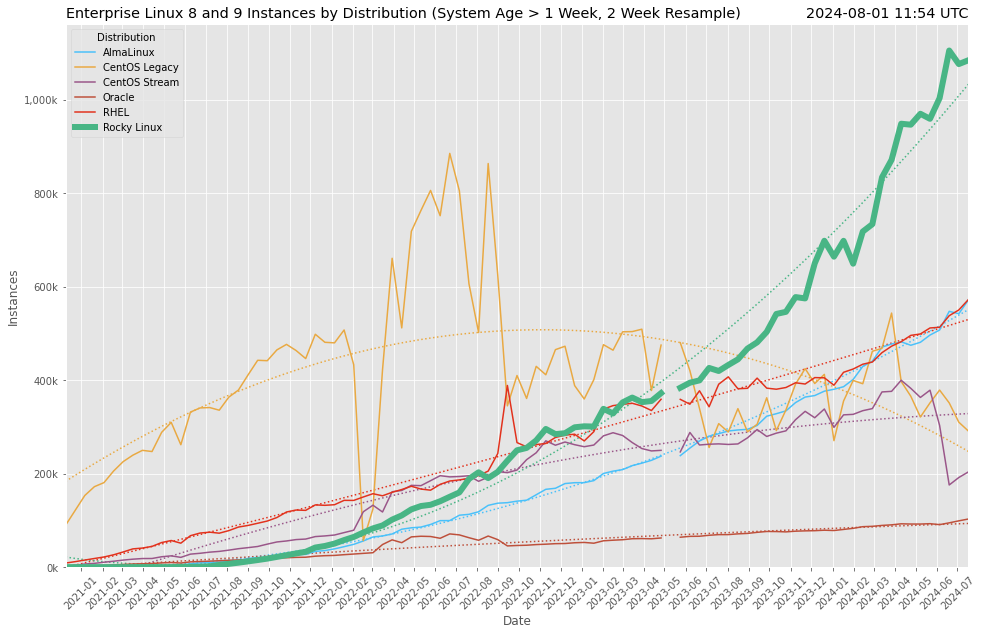 Enterprise Linux 8 and 9 Instances by Distribution (System Age > 1 Week, 2 Week Resample)
2024-08-01 11:54 UTC
Distribution
AlmaLinux
CentOS Legacy
CentOS Stream
Oracle
RHEL
Rocky Linux
Instances
1,000k
800k
600k
400k
200k
0k
2021-01
2021-02
2021-03
2021-04
2021-05
2021-06
2021-07
2021-08
2021-09
2021-10
2021-11
2021-12
2022-01
2022-02
2022-03
2022-04
2022-05
2022-06
2022-07
2022-08
2022-09
2022-10
2022-11
2022-12
2023-01
2023-02
2023-03
2023-04
2023-05
2023-06
2023-07
2023-08
2023-09
2023-10
2023-11
2023-12
2024-01
2024-02
2024-03
2024-04
2024-05
2024-06
2024-07
Date